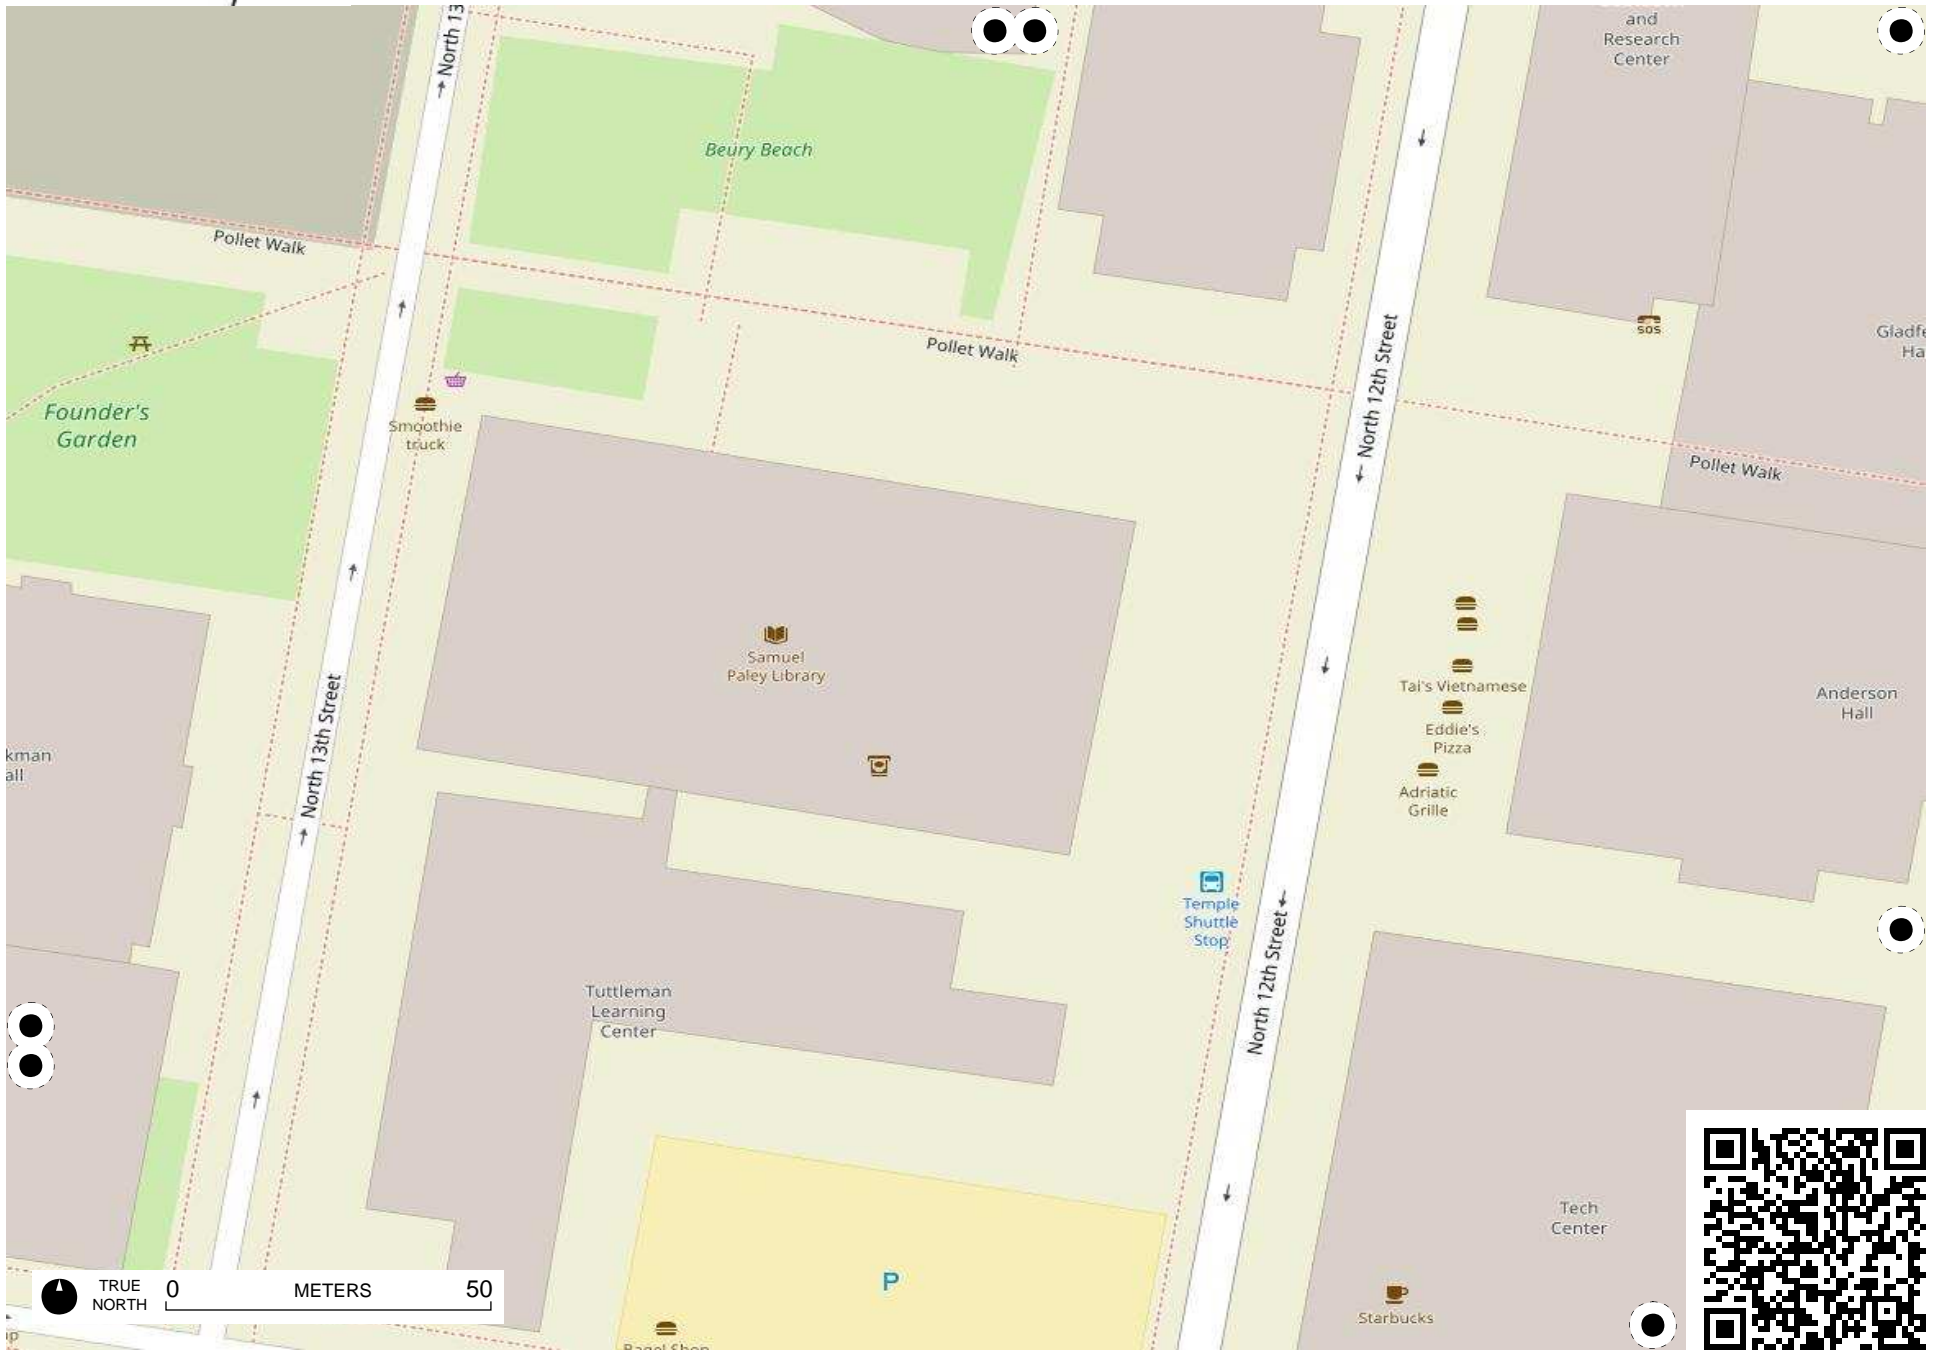 North 13
and
Research
Center
Beury Beach
Pollet Walk
Pollet Walk
North 12th Street
sos
Founder's
Garden
Smoothie
truck
Pollet Walk
Samuel
Paley Library
Tai's Vietnamese
Eddie's
Pizza
Adriatic
Grille
Anderson
Hall
North 13th Street
Temple
Shuttle
Stop
North 12th Street
Tuttleman
Learning
Center
Tech
Center
P
Starbucks
Bagel Shop
TRUE
NORTH
0 METERS 50